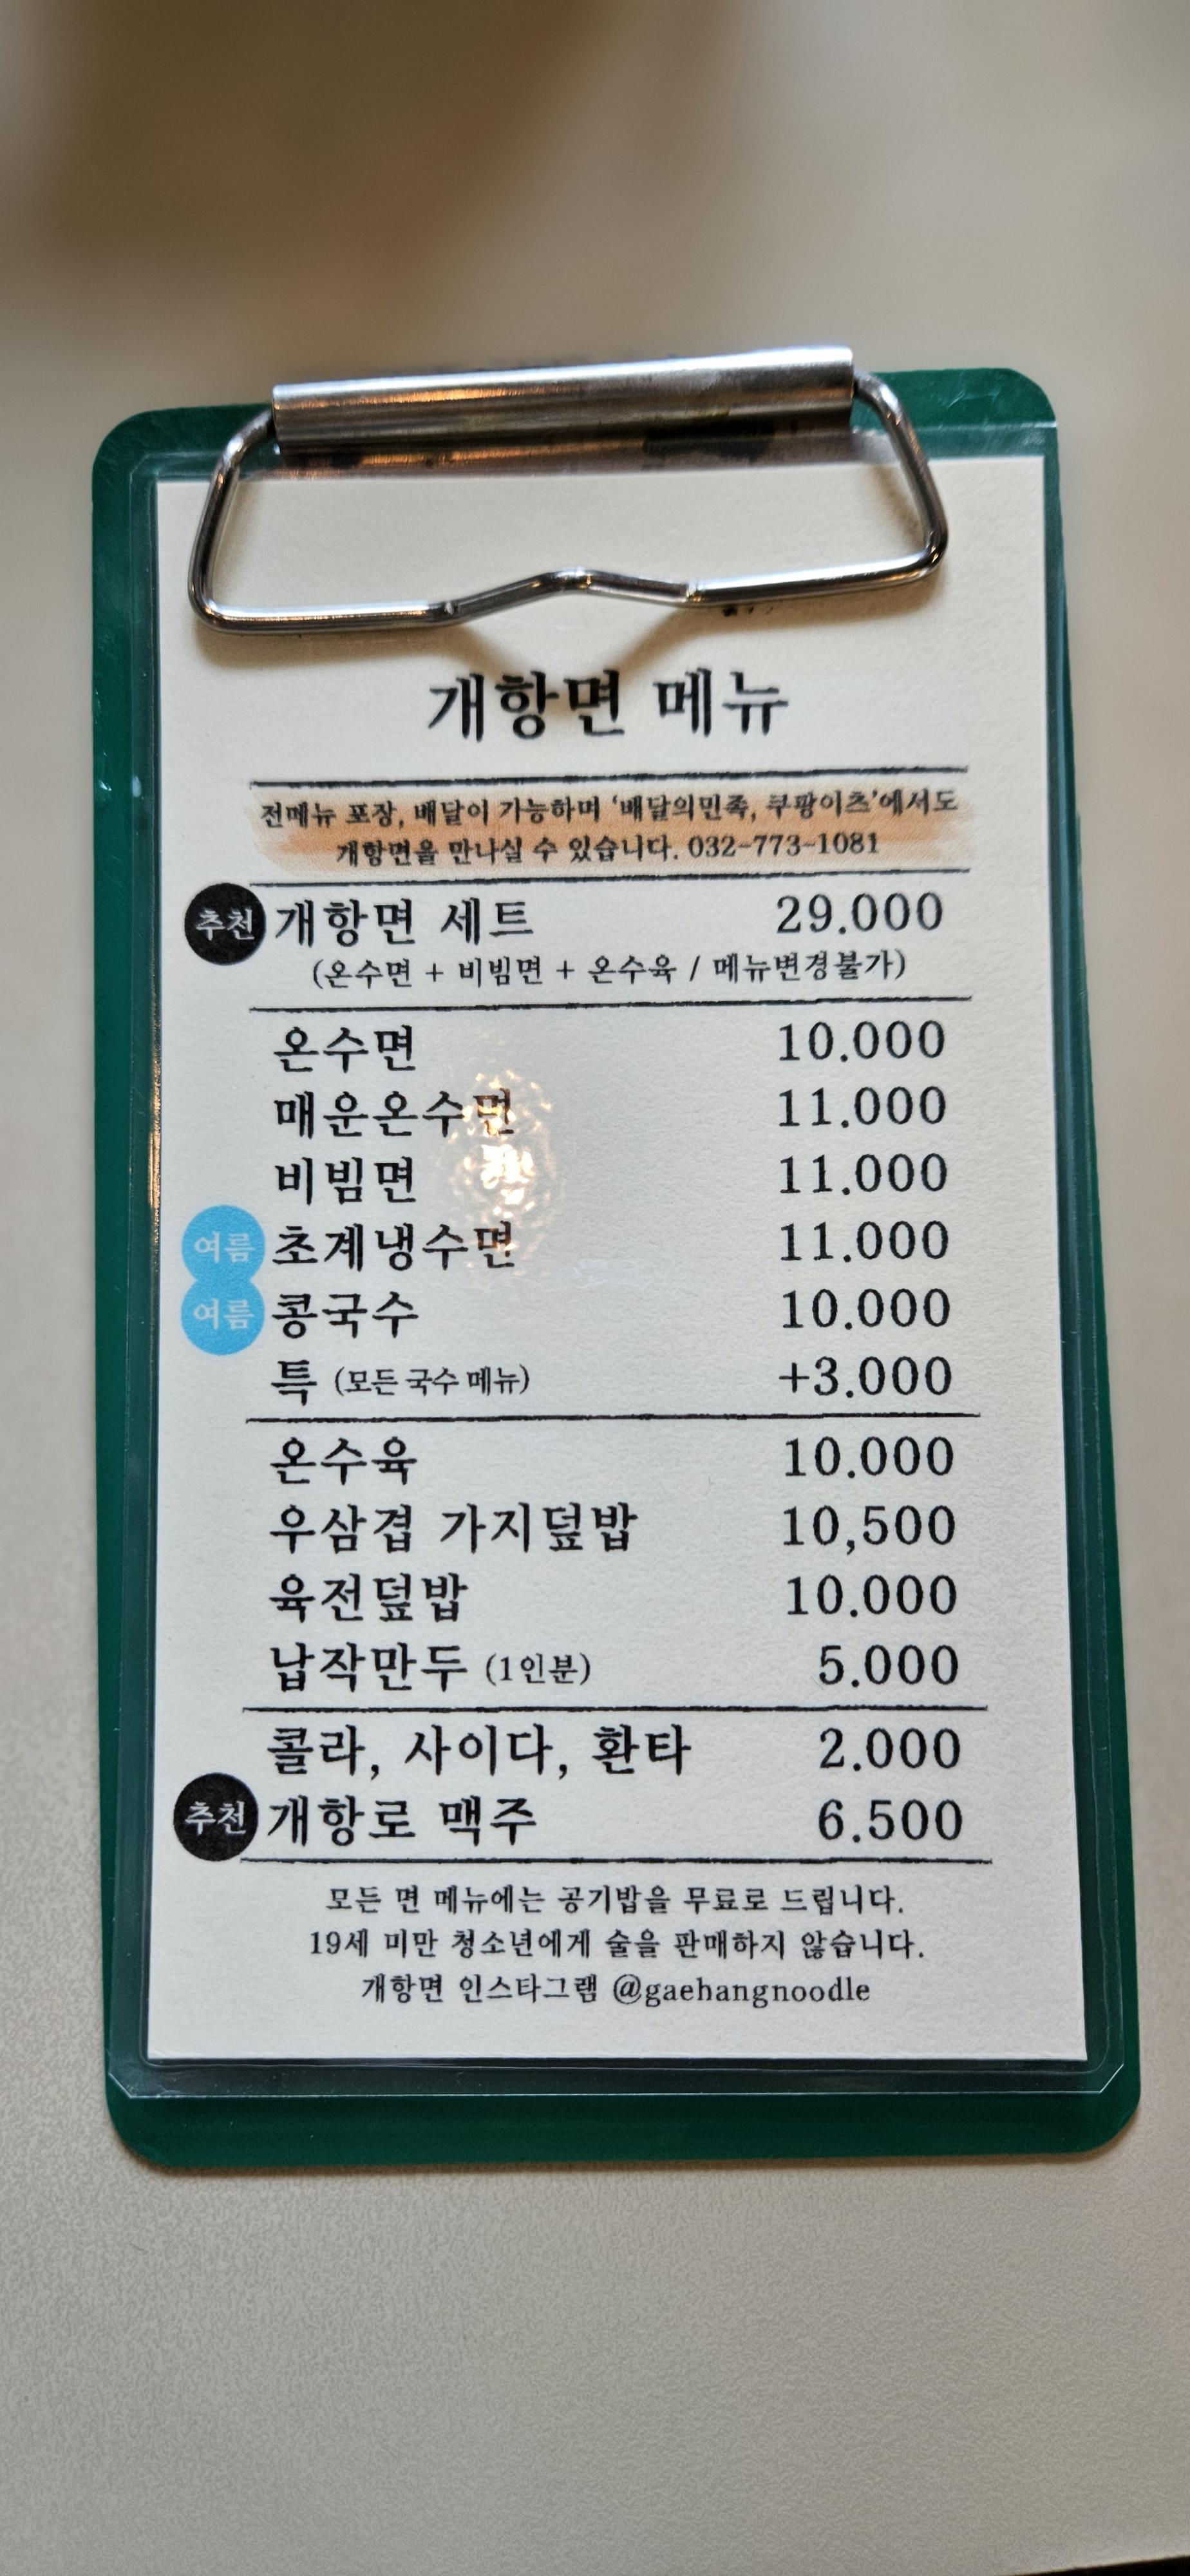 개항면 메뉴
전메뉴 포장, 배달이 가능하며 '배달의민족, 쿠팡이츠'에서도
개항면을 만나실 수 있습니다. 032-773-1081
추천 개항면 세트 29.000
(온수면 + 비빔면 + 온수육 / 메뉴변경불가)
온수면 10.000
매운온수면 11.000
비빔면 11.000
여름 초계냉수면 11.000
여름 콩국수 10.000
특 (모든 국수 메뉴) +3.000
온수육 10.000
우삼겹 가지덮밥 10,500
육전덮밥 10.000
납작만두 (1인분) 5.000
콜라, 사이다, 환타 2.000
추천 개항로 맥주 6.500
모든 면 메뉴에는 공기밥을 무료로 드립니다.
19세 미만 청소년에게 술을 판매하지 않습니다.
개항면 인스타그램 @gaehangnoodle